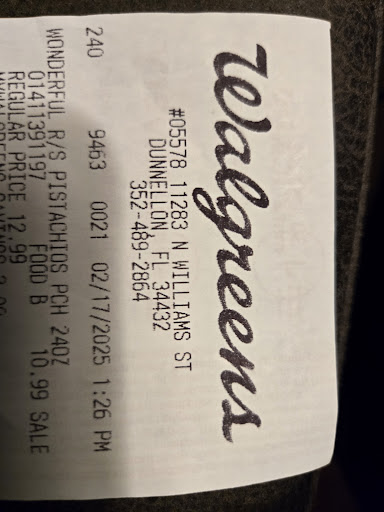 Walgreens
#05578 11283 N WILLIAMS ST
DUNNELLON, FL 34432
352-489-2864
240 9463 0021 02/17/2025 1:26 PM
WONDERFUL R/S PISTACHIOS PCH 24OZ
01411391197 FOOD B 10.99 SALE
REGULAR PRICE 12.99